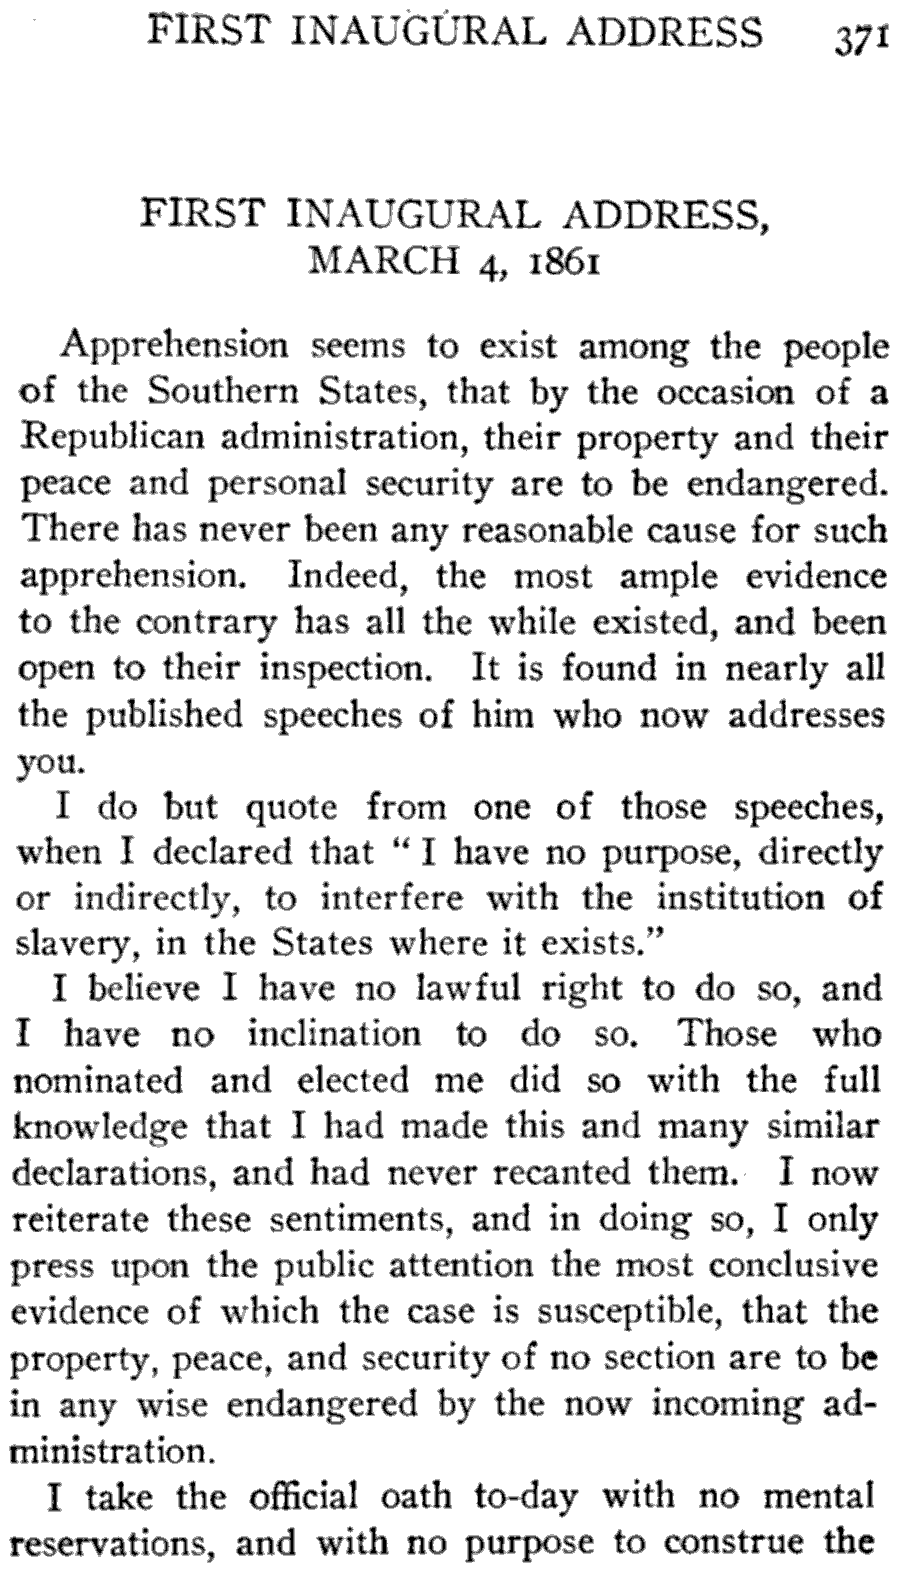 FIRST INAUGURAL ADDRESS 371
FIRST INAUGURAL ADDRESS,
MARCH 4, 1861
Apprehension seems to exist among the people
of the Southern States, that by the occasion of a
Republican administration, their property and their
peace and personal security are to be endangered.
There has never been any reasonable cause for such
apprehension. Indeed, the most ample evidence
to the contrary has all the while existed, and been
open to their inspection. It is found in nearly all
the published speeches of him who now addresses
you.
I do but quote from one of those speeches,
when I declared that “ I have no purpose, directly
or indirectly, to interfere with the institution of
slavery, in the States where it exists.”
I believe I have no lawful right to do so, and
I have no inclination to do so. Those who
nominated and elected me did so with the full
knowledge that I had made this and many similar
declarations, and had never recanted them. I now
reiterate these sentiments, and in doing so, I only
press upon the public attention the most conclusive
evidence of which the case is susceptible, that the
property, peace, and security of no section are to be
in any wise endangered by the now incoming ad-
ministration.
I take the official oath to-day with no mental
reservations, and with no purpose to construe the